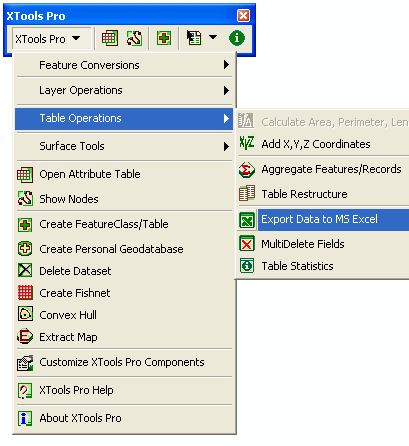 XTools Pro
XTools Pro
Feature Conversions
Layer Operations
Table Operations
Surface Tools
Open Attribute Table
Show Nodes
Create FeatureClass/Table
Create Personal Geodatabase
Delete Dataset
Create Fishnet
Convex Hull
Extract Map
Customize XTools Pro Components
XTools Pro Help
About XTools Pro
Calculate Area, Perimeter, Len
Add X,Y,Z Coordinates
Aggregate Features/Records
Table Restructure
Export Data to MS Excel
MultiDelete Fields
Table Statistics